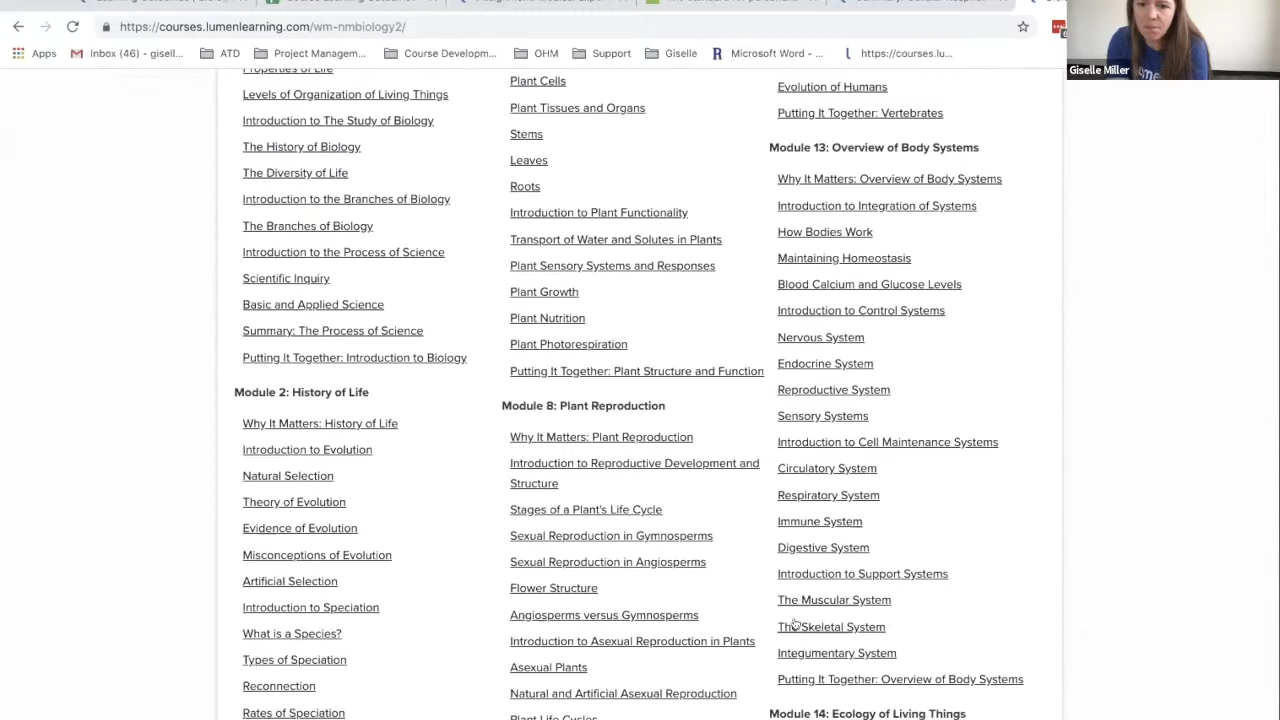 https://courses.lumenlearning.com/wm-nmbiology2/
Apps
Inbox (46) - gisell...
ATD
Project Managem...
Course Developm...
OHM
Support
Giselle
Microsoft Word -...
https://courses.lu...
Giselle Miller
Properties of Life
Levels of Organization of Living Things
Introduction to The Study of Biology
The History of Biology
The Diversity of Life
Introduction to the Branches of Biology
The Branches of Biology
Introduction to the Process of Science
Scientific Inquiry
Basic and Applied Science
Summary: The Process of Science
Putting It Together: Introduction to Biology
Module 2: History of Life
Why It Matters: History of Life
Introduction to Evolution
Natural Selection
Theory of Evolution
Evidence of Evolution
Misconceptions of Evolution
Artificial Selection
Introduction to Speciation
What is a Species?
Types of Speciation
Reconnection
Rates of Speciation
Plant Cells
Plant Tissues and Organs
Stems
Leaves
Roots
Introduction to Plant Functionality
Transport of Water and Solutes in Plants
Plant Sensory Systems and Responses
Plant Growth
Plant Nutrition
Plant Photorespiration
Putting It Together: Plant Structure and Function
Module 8: Plant Reproduction
Why It Matters: Plant Reproduction
Introduction to Reproductive Development and
Structure
Stages of a Plant's Life Cycle
Sexual Reproduction in Gymnosperms
Sexual Reproduction in Angiosperms
Flower Structure
Angiosperms versus Gymnosperms
Introduction to Asexual Reproduction in Plants
Asexual Plants
Natural and Artificial Asexual Reproduction
Plant Life Cycles
Evolution of Humans
Putting It Together: Vertebrates
Module 13: Overview of Body Systems
Why It Matters: Overview of Body Systems
Introduction to Integration of Systems
How Bodies Work
Maintaining Homeostasis
Blood Calcium and Glucose Levels
Introduction to Control Systems
Nervous System
Endocrine System
Reproductive System
Sensory Systems
Introduction to Cell Maintenance Systems
Circulatory System
Respiratory System
Immune System
Digestive System
Introduction to Support Systems
The Muscular System
The Skeletal System
Integumentary System
Putting It Together: Overview of Body Systems
Module 14: Ecology of Living Things